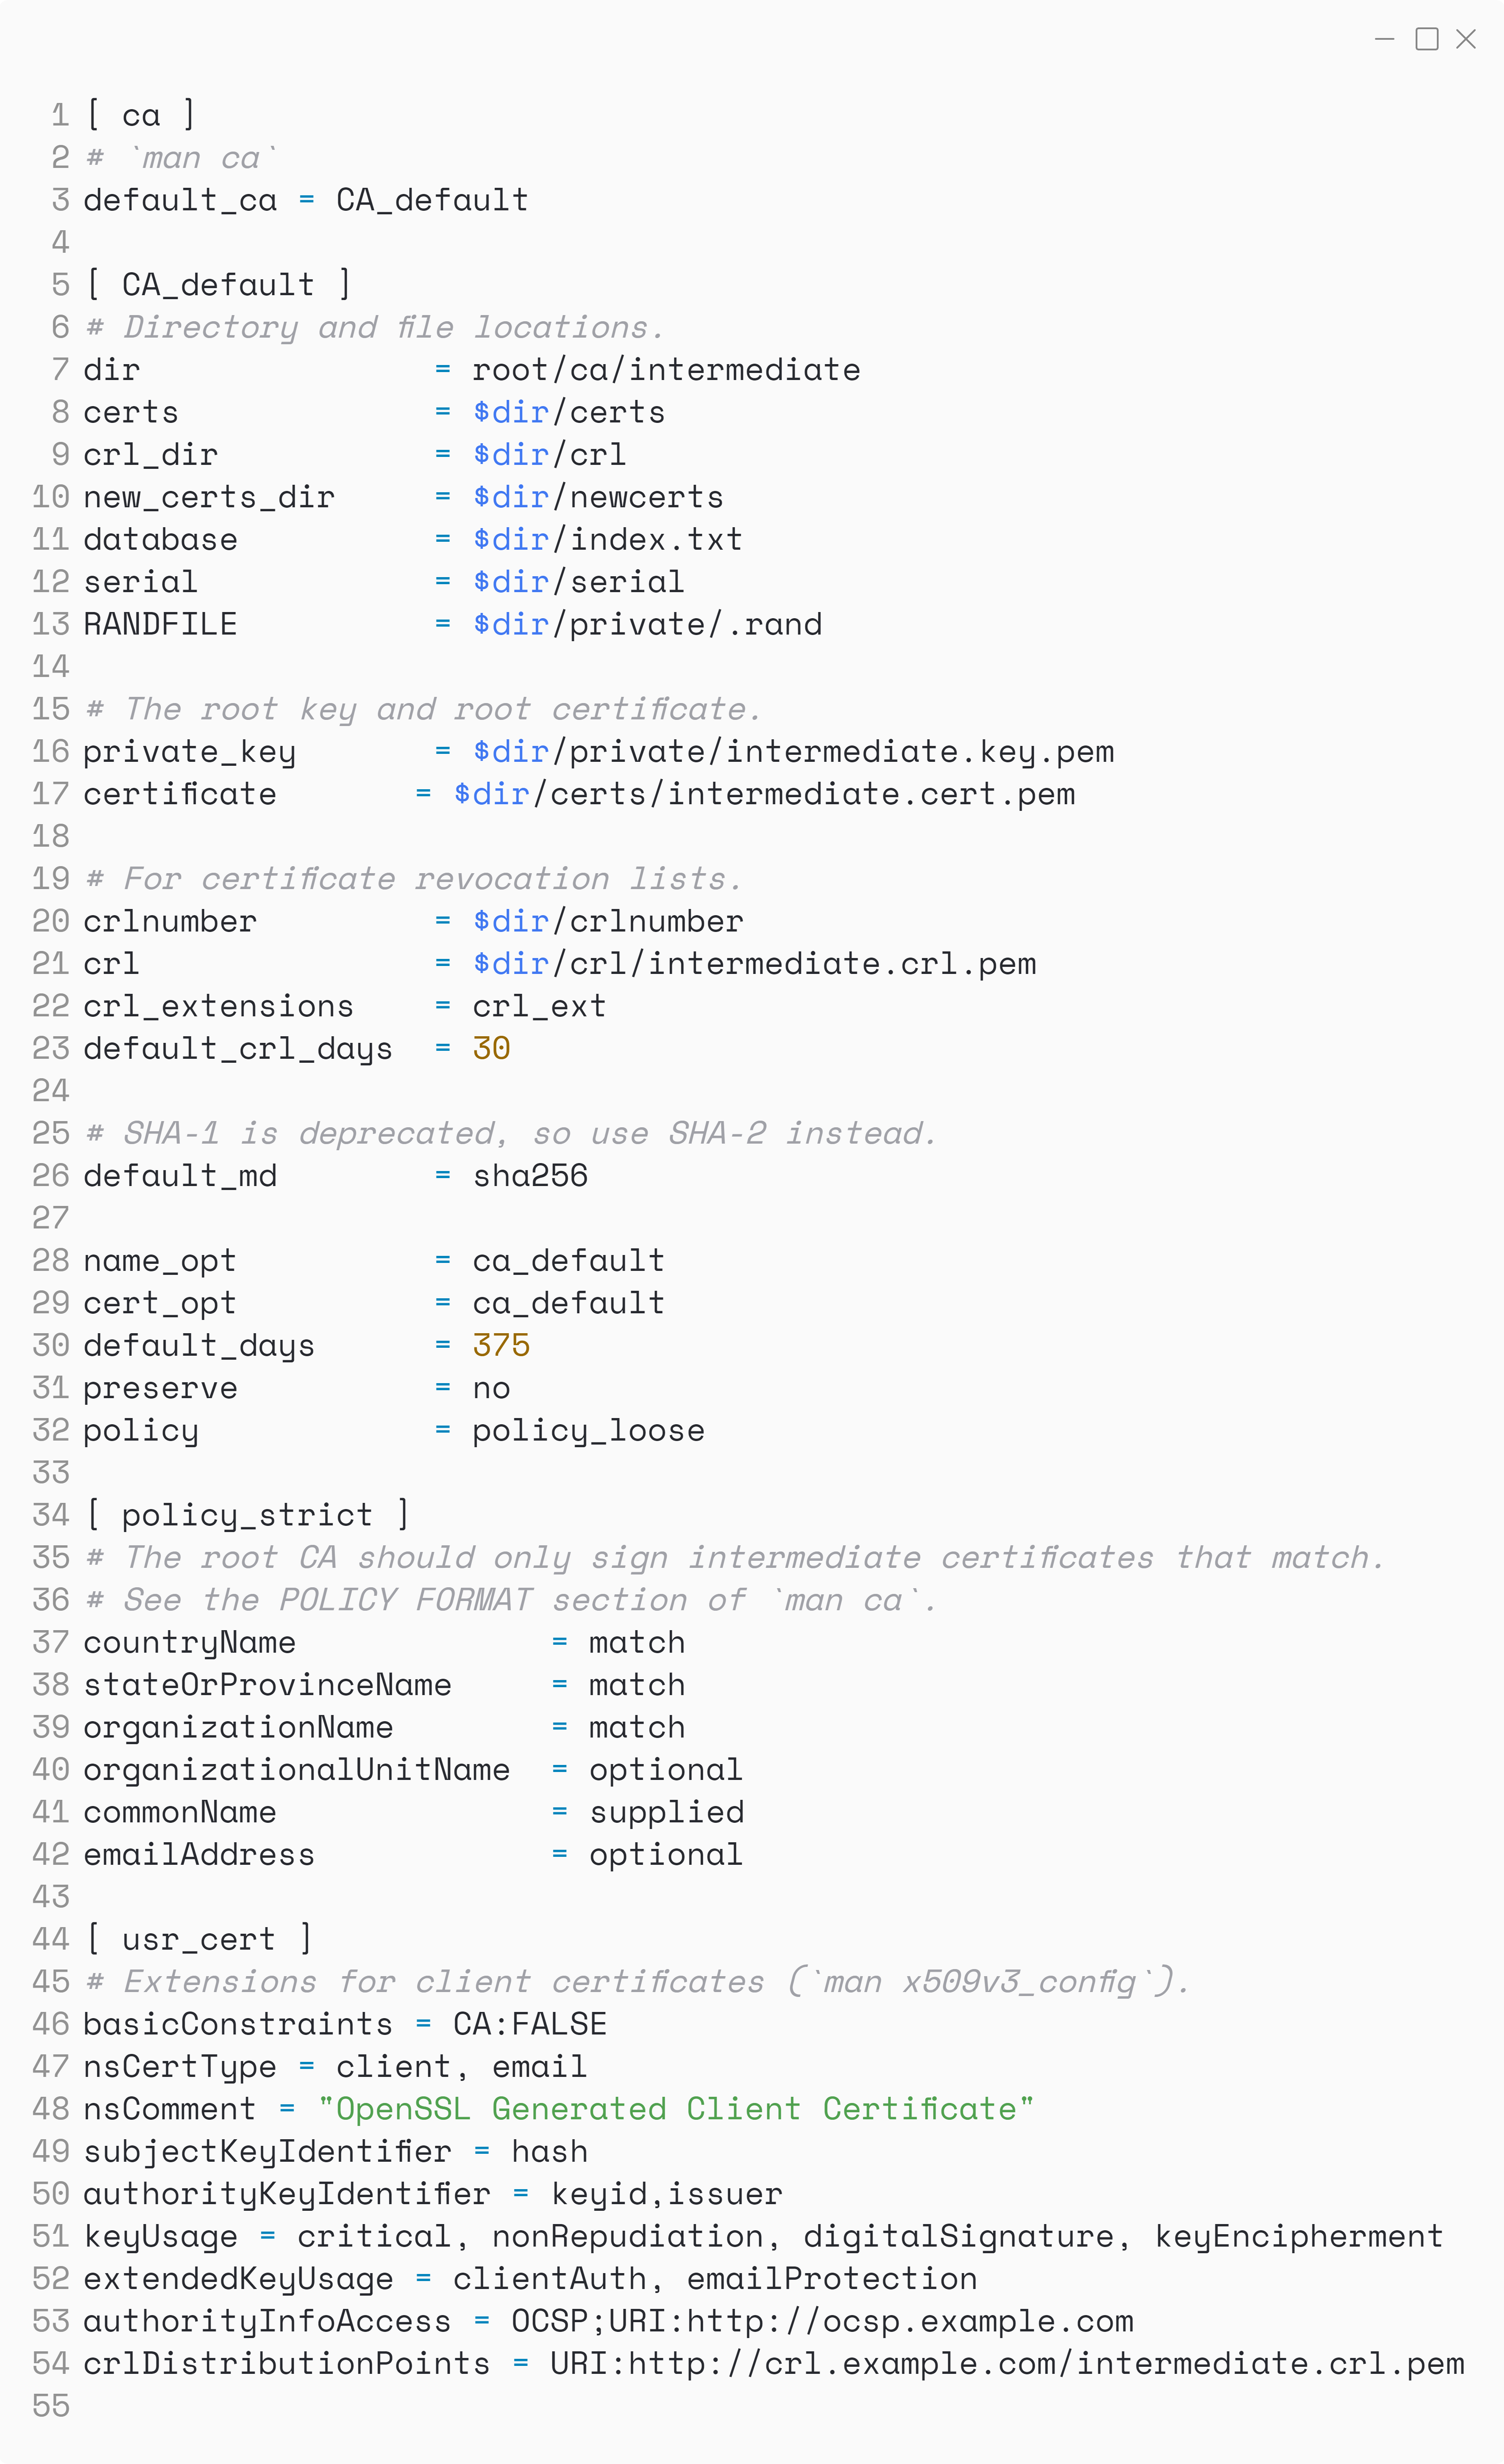 1 [ ca ]
2 # `man ca`
3 default_ca = CA_default
4
5 [ CA_default ]
6 # Directory and file locations.
7 dir               = root/ca/intermediate
8 certs             = $dir/certs
9 crl_dir           = $dir/crl
10 new_certs_dir     = $dir/newcerts
11 database          = $dir/index.txt
12 serial            = $dir/serial
13 RANDFILE          = $dir/private/.rand
14
15 # The root key and root certificate.
16 private_key       = $dir/private/intermediate.key.pem
17 certificate       = $dir/certs/intermediate.cert.pem
18
19 # For certificate revocation lists.
20 crlnumber         = $dir/crlnumber
21 crl               = $dir/crl/intermediate.crl.pem
22 crl_extensions    = crl_ext
23 default_crl_days  = 30
24
25 # SHA-1 is deprecated, so use SHA-2 instead.
26 default_md        = sha256
27
28 name_opt          = ca_default
29 cert_opt          = ca_default
30 default_days      = 375
31 preserve          = no
32 policy            = policy_loose
33
34 [ policy_strict ]
35 # The root CA should only sign intermediate certificates that match.
36 # See the POLICY FORMAT section of `man ca`.
37 countryName             = match
38 stateOrProvinceName     = match
39 organizationName        = match
40 organizationalUnitName  = optional
41 commonName              = supplied
42 emailAddress            = optional
43
44 [ usr_cert ]
45 # Extensions for client certificates (`man x509v3_config`).
46 basicConstraints = CA:FALSE
47 nsCertType = client, email
48 nsComment = "OpenSSL Generated Client Certificate"
49 subjectKeyIdentifier = hash
50 authorityKeyIdentifier = keyid,issuer
51 keyUsage = critical, nonRepudiation, digitalSignature, keyEncipherment
52 extendedKeyUsage = clientAuth, emailProtection
53 authorityInfoAccess = OCSP;URI:http://ocsp.example.com
54 crlDistributionPoints = URI:http://crl.example.com/intermediate.crl.pem
55